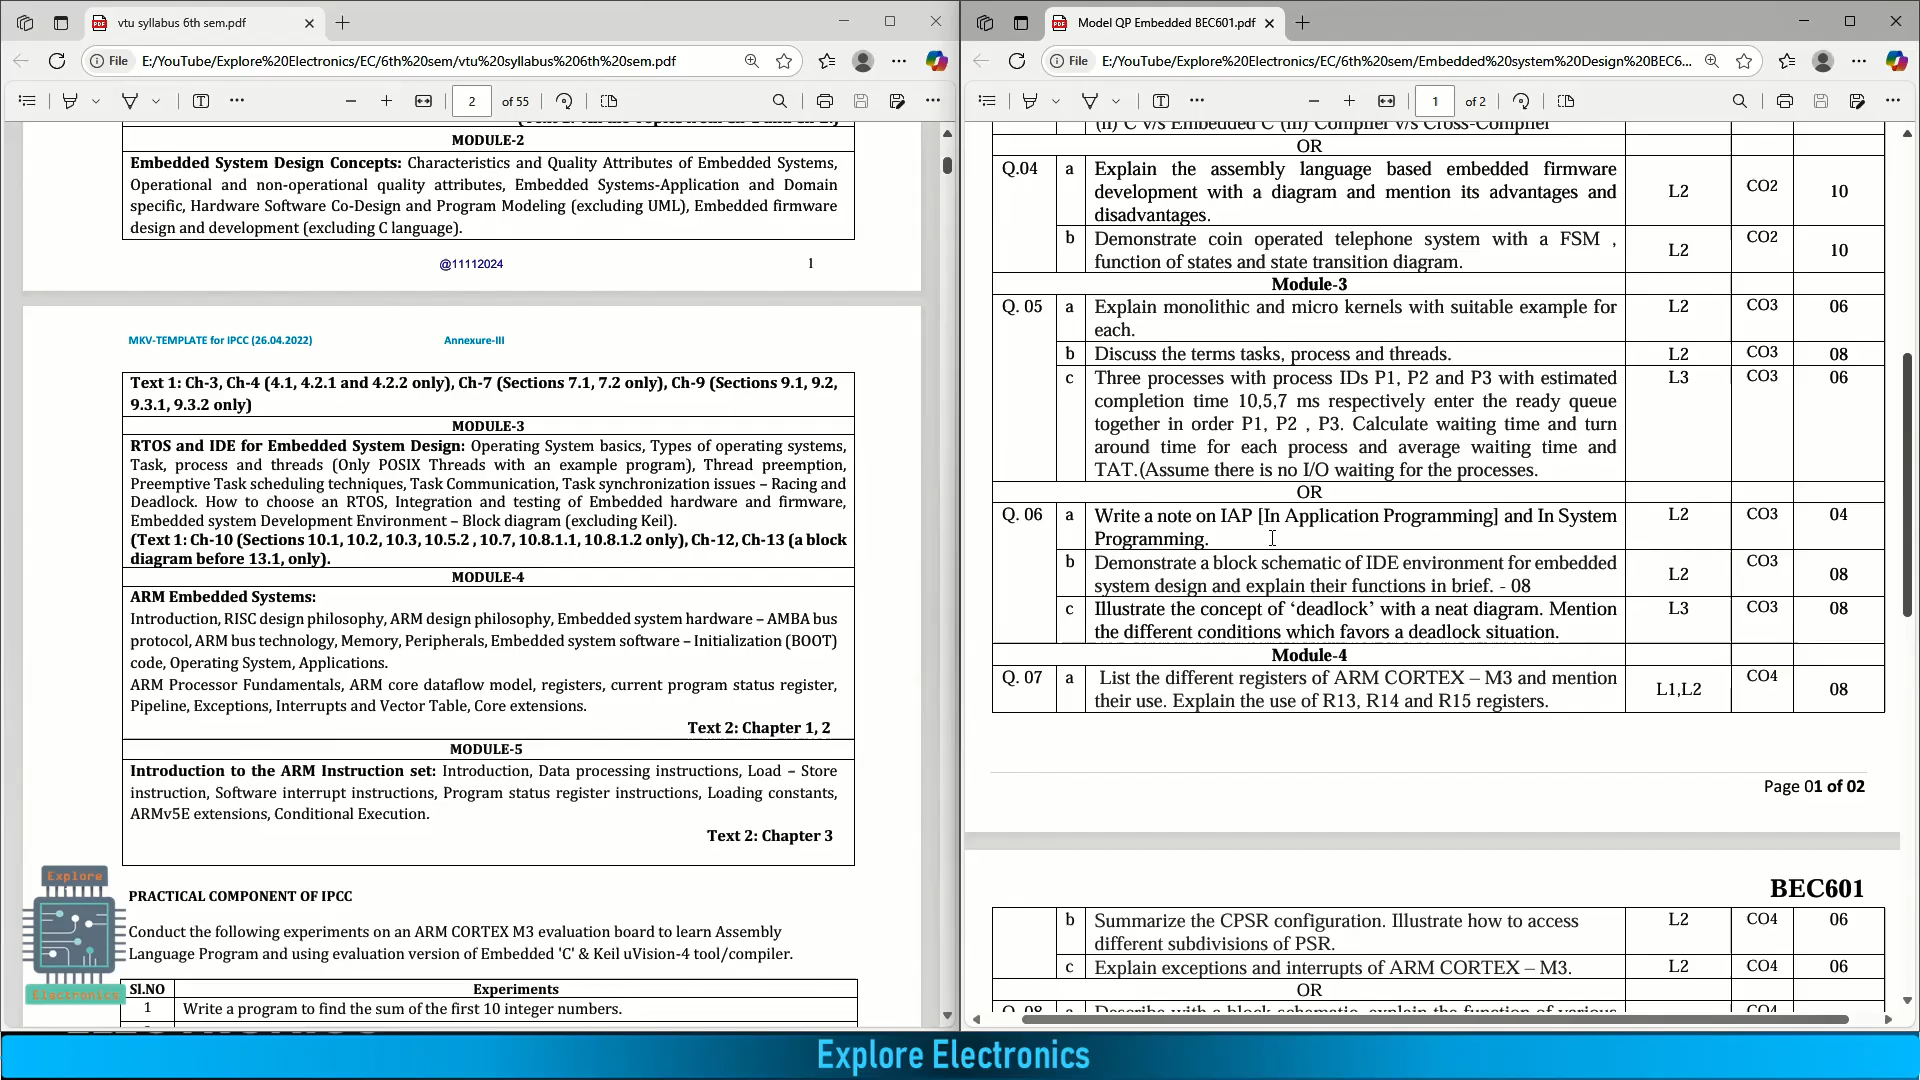 vtu syllabus 6th sem.pdf
File
E:/YouTube/Explore%20Electronics/EC/6th%20sem/vtu%20syllabus%206th%20sem.pdf
2
of 55
MODULE-2
Embedded System Design Concepts: Characteristics and Quality Attributes of Embedded Systems,
Operational and non-operational quality attributes, Embedded Systems-Application and Domain
specific, Hardware Software Co-Design and Program Modeling (excluding UML), Embedded firmware
design and development (excluding C language).
@11112024
1
MKV-TEMPLATE for IPCC (26.04.2022)
Annexure-III
Text 1: Ch-3, Ch-4 (4.1, 4.2.1 and 4.2.2 only), Ch-7 (Sections 7.1, 7.2 only), Ch-9 (Sections 9.1, 9.2,
9.3.1, 9.3.2 only)
MODULE-3
RTOS and IDE for Embedded System Design: Operating System basics, Types of operating systems,
Task, process and threads (Only POSIX Threads with an example program), Thread preemption,
Preemptive Task scheduling techniques, Task Communication, Task synchronization issues – Racing and
Deadlock. How to choose an RTOS, Integration and testing of Embedded hardware and firmware,
Embedded system Development Environment – Block diagram (excluding Keil).
(Text 1: Ch-10 (Sections 10.1, 10.2, 10.3, 10.5.2 , 10.7, 10.8.1.1, 10.8.1.2 only), Ch-12, Ch-13 (a block
diagram before 13.1, only).
MODULE-4
ARM Embedded Systems:
Introduction, RISC design philosophy, ARM design philosophy, Embedded system hardware – AMBA bus
protocol, ARM bus technology, Memory, Peripherals, Embedded system software – Initialization (BOOT)
code, Operating System, Applications.
ARM Processor Fundamentals, ARM core dataflow model, registers, current program status register,
Pipeline, Exceptions, Interrupts and Vector Table, Core extensions.
Text 2: Chapter 1, 2
MODULE-5
Introduction to the ARM Instruction set: Introduction, Data processing instructions, Load – Store
instruction, Software interrupt instructions, Program status register instructions, Loading constants,
ARMv5E extensions, Conditional Execution.
Text 2: Chapter 3
PRACTICAL COMPONENT OF IPCC
Conduct the following experiments on an ARM CORTEX M3 evaluation board to learn Assembly
Language Program and using evaluation version of Embedded 'C' & Keil uVision-4 tool/compiler.
Sl.NO Experiments
1 Write a program to find the sum of the first 10 integer numbers.
Explore
Electronics
Model QP Embedded BEC601.pdf
File
E:/YouTube/Explore%20Electronics/EC/6th%20sem/Embedded%20system%20Design%20BEC6...
1
of 2
(ii) C v/s Embedded C (iii) Compiler v/s Cross-Compiler
OR
Q.04 a Explain the assembly language based embedded firmware
development with a diagram and mention its advantages and
disadvantages. L2 CO2 10
b Demonstrate coin operated telephone system with a FSM ,
function of states and state transition diagram. L2 CO2 10
Module-3
Q. 05 a Explain monolithic and micro kernels with suitable example for
each. L2 CO3 06
b Discuss the terms tasks, process and threads. L2 CO3 08
c Three processes with process IDs P1, P2 and P3 with estimated
completion time 10,5,7 ms respectively enter the ready queue
together in order P1, P2 , P3. Calculate waiting time and turn
around time for each process and average waiting time and
TAT.(Assume there is no I/O waiting for the processes. L3 CO3 06
OR
Q. 06 a Write a note on IAP [In Application Programming] and In System
Programming. L2 CO3 04
b Demonstrate a block schematic of IDE environment for embedded
system design and explain their functions in brief. - 08 L2 CO3 08
c Illustrate the concept of ‘deadlock’ with a neat diagram. Mention
the different conditions which favors a deadlock situation. L3 CO3 08
Module-4
Q. 07 a List the different registers of ARM CORTEX – M3 and mention
their use. Explain the use of R13, R14 and R15 registers. L1,L2 CO4 08
Page 01 of 02
BEC601
b Summarize the CPSR configuration. Illustrate how to access
different subdivisions of PSR. L2 CO4 06
c Explain exceptions and interrupts of ARM CORTEX – M3. L2 CO4 06
OR
Explore Electronics